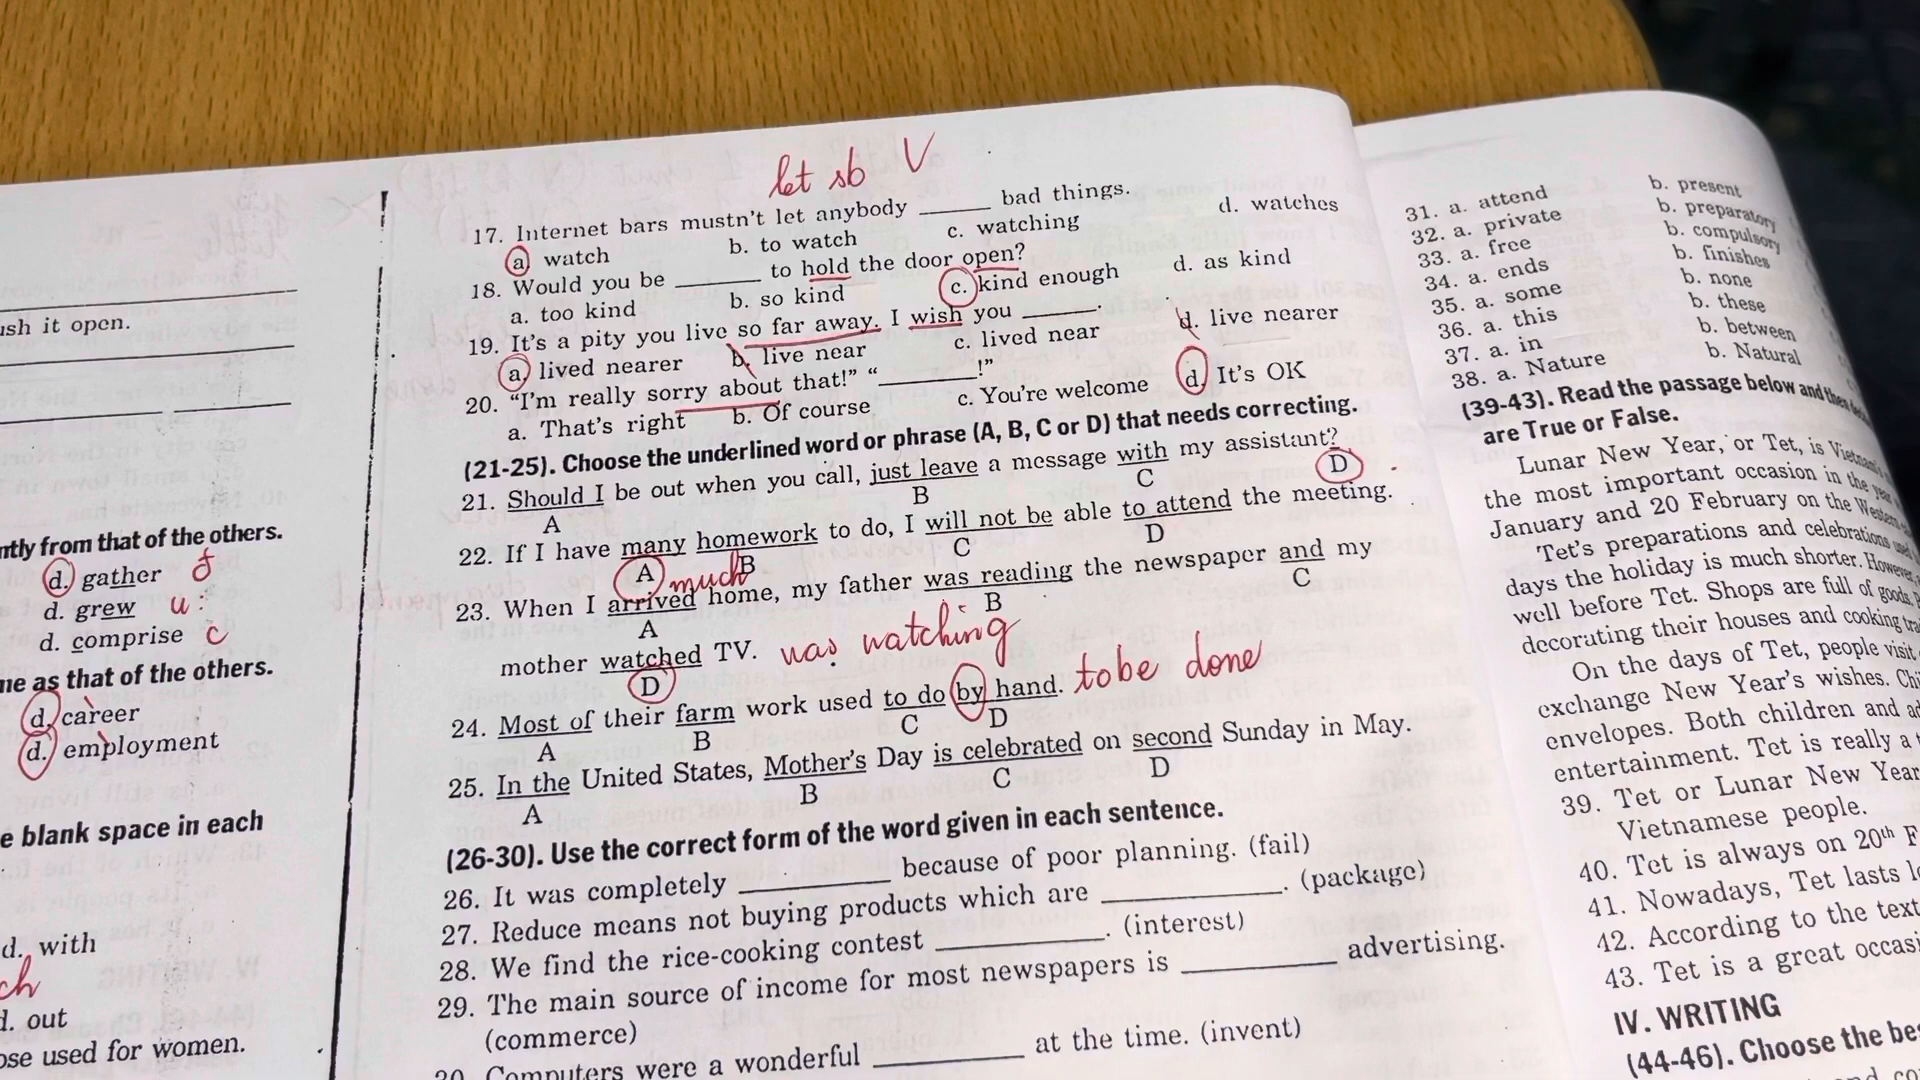 ush it open.
ntly from that of the others.
d. gather
d. grew u:
d. comprise c
me as that of the others.
d. career
d. employment
e blank space in each
d. with
ch
d. out
ose used for women.
let sb V
17. Internet bars mustn't let anybody ______ bad things.
a. watch b. to watch c. watching d. watches
18. Would you be ______ to hold the door open?
a. too kind b. so kind c. kind enough d. as kind
19. It's a pity you live so far away. I wish you ______.
a. lived nearer b. live near c. lived near d. live nearer
20. "I'm really sorry about that!" "______!"
a. That's right b. Of course c. You're welcome d. It's OK
(21-25). Choose the underlined word or phrase (A, B, C or D) that needs correcting.
21. Should I be out when you call, just leave a message with my assistant?
A B C D
22. If I have many homework to do, I will not be able to attend the meeting.
A much B C D
23. When I arrived home, my father was reading the newspaper and my
A B C
mother watched TV. was watching
D
24. Most of their farm work used to do by hand. to be done
A B C D
25. In the United States, Mother's Day is celebrated on second Sunday in May.
A B C D
(26-30). Use the correct form of the word given in each sentence.
26. It was completely ______ because of poor planning. (fail)
27. Reduce means not buying products which are ______. (package)
28. We find the rice-cooking contest ______. (interest)
29. The main source of income for most newspapers is ______ advertising.
(commerce)
30. Computers were a wonderful ______ at the time. (invent)
31. a. attend b. present
32. a. private b. preparatory
33. a. free b. compulsory
34. a. ends b. finishes
35. a. some b. none
36. a. this b. these
37. a. in b. between
38. a. Nature b. Natural
(39-43). Read the passage below and then
are True or False.
Lunar New Year, or Tet, is
the most important occasion in the year
January and 20 February on the Western
Tet's preparations and celebrations used
days the holiday is much shorter. However,
well before Tet. Shops are full of goods,
decorating their houses and cooking
On the days of Tet, people visit
exchange New Year's wishes.
envelopes. Both children and
entertainment. Tet is really a
39. Tet or Lunar New Year
Vietnamese people.
40. Tet is always on 20th F
41. Nowadays, Tet lasts
42. According to the text
43. Tet is a great
IV. WRITING
(44-46). Choose the